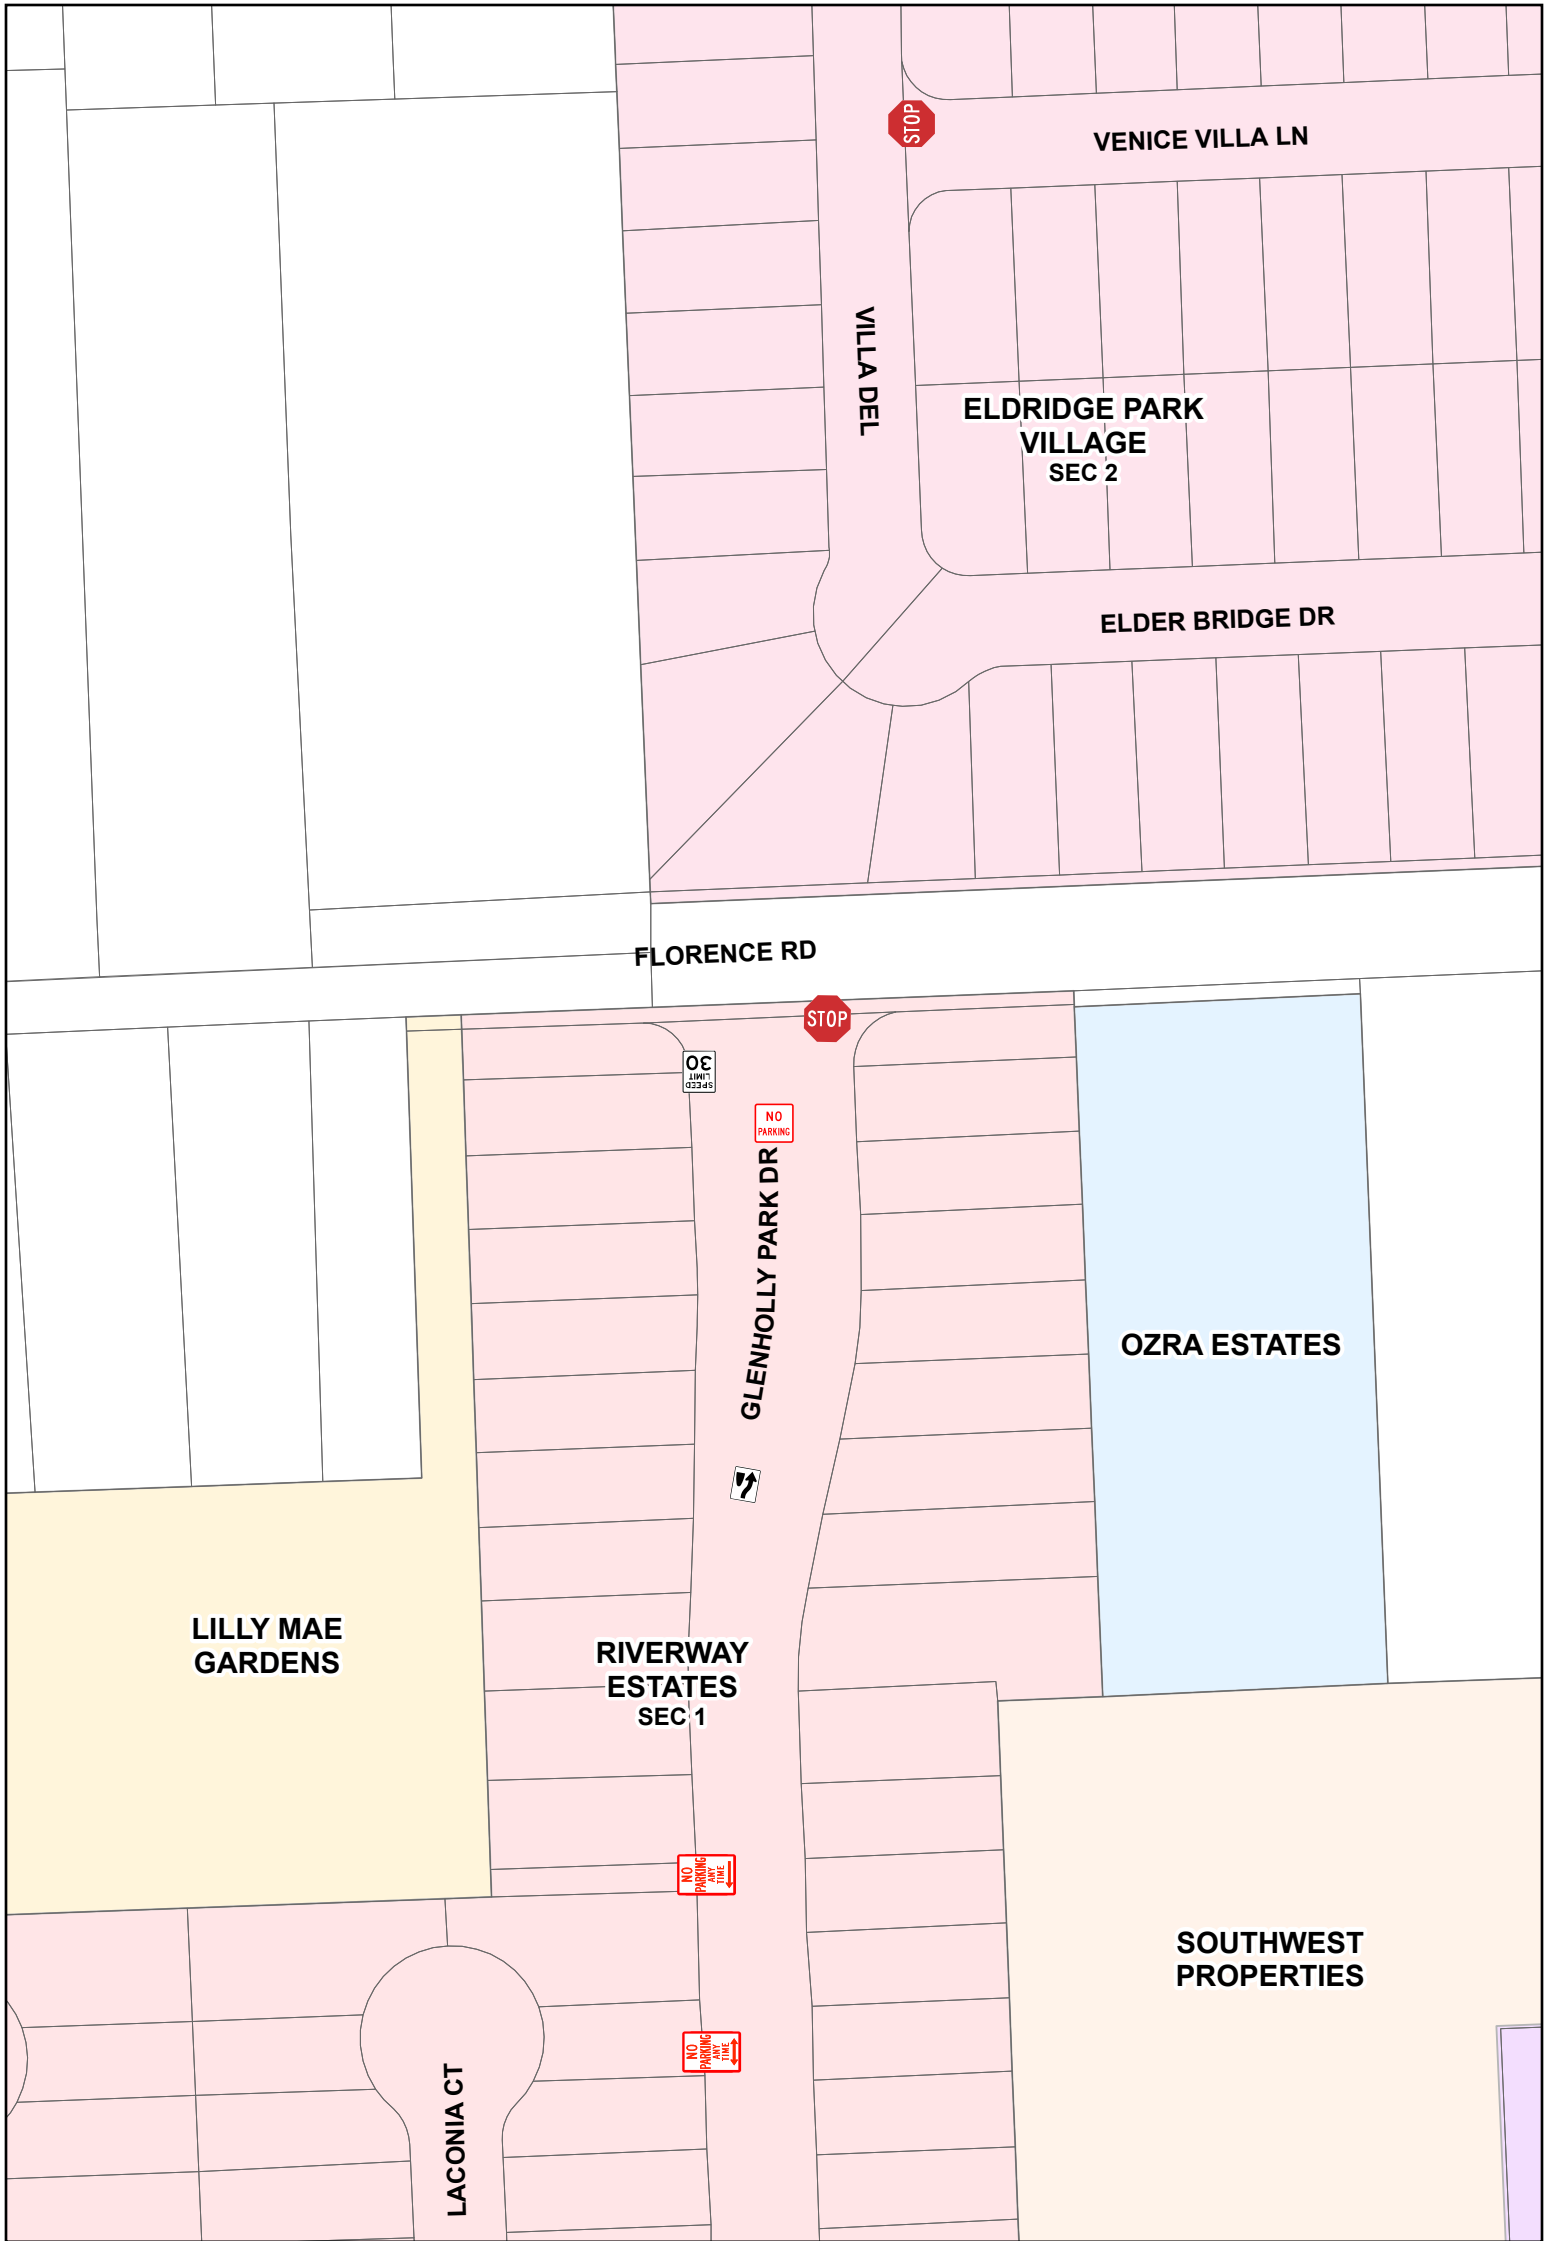 STOP
VENICE VILLA LN
VILLA DEL
ELDRIDGE PARK
VILLAGE
SEC 2
ELDER BRIDGE DR
FLORENCE RD
STOP
SPEED
LIMIT
30
NO
PARKING
GLENHOLLY PARK DR
OZRA ESTATES
LILLY MAE
GARDENS
RIVERWAY
ESTATES
SEC 1
NO
PARKING
ANY
TIME
SOUTHWEST
PROPERTIES
NO
PARKING
ANY
TIME
LACONIA CT